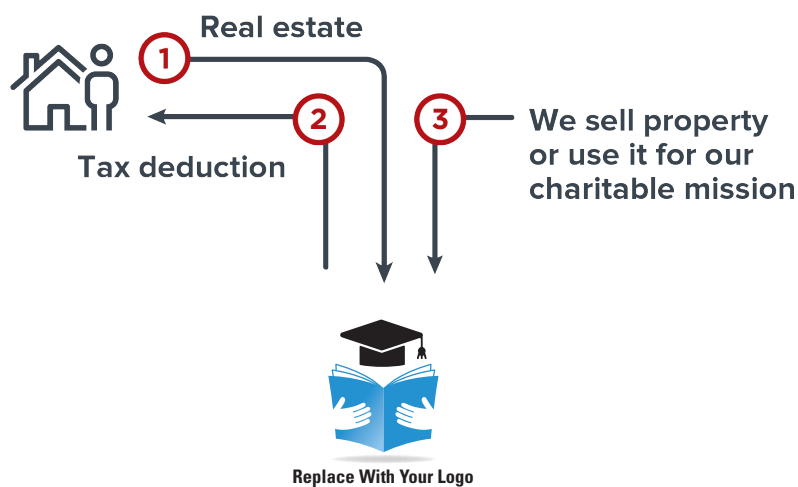 Real estate
1
2
3
We sell property
or use it for our
charitable mission
Tax deduction
Replace With Your Logo